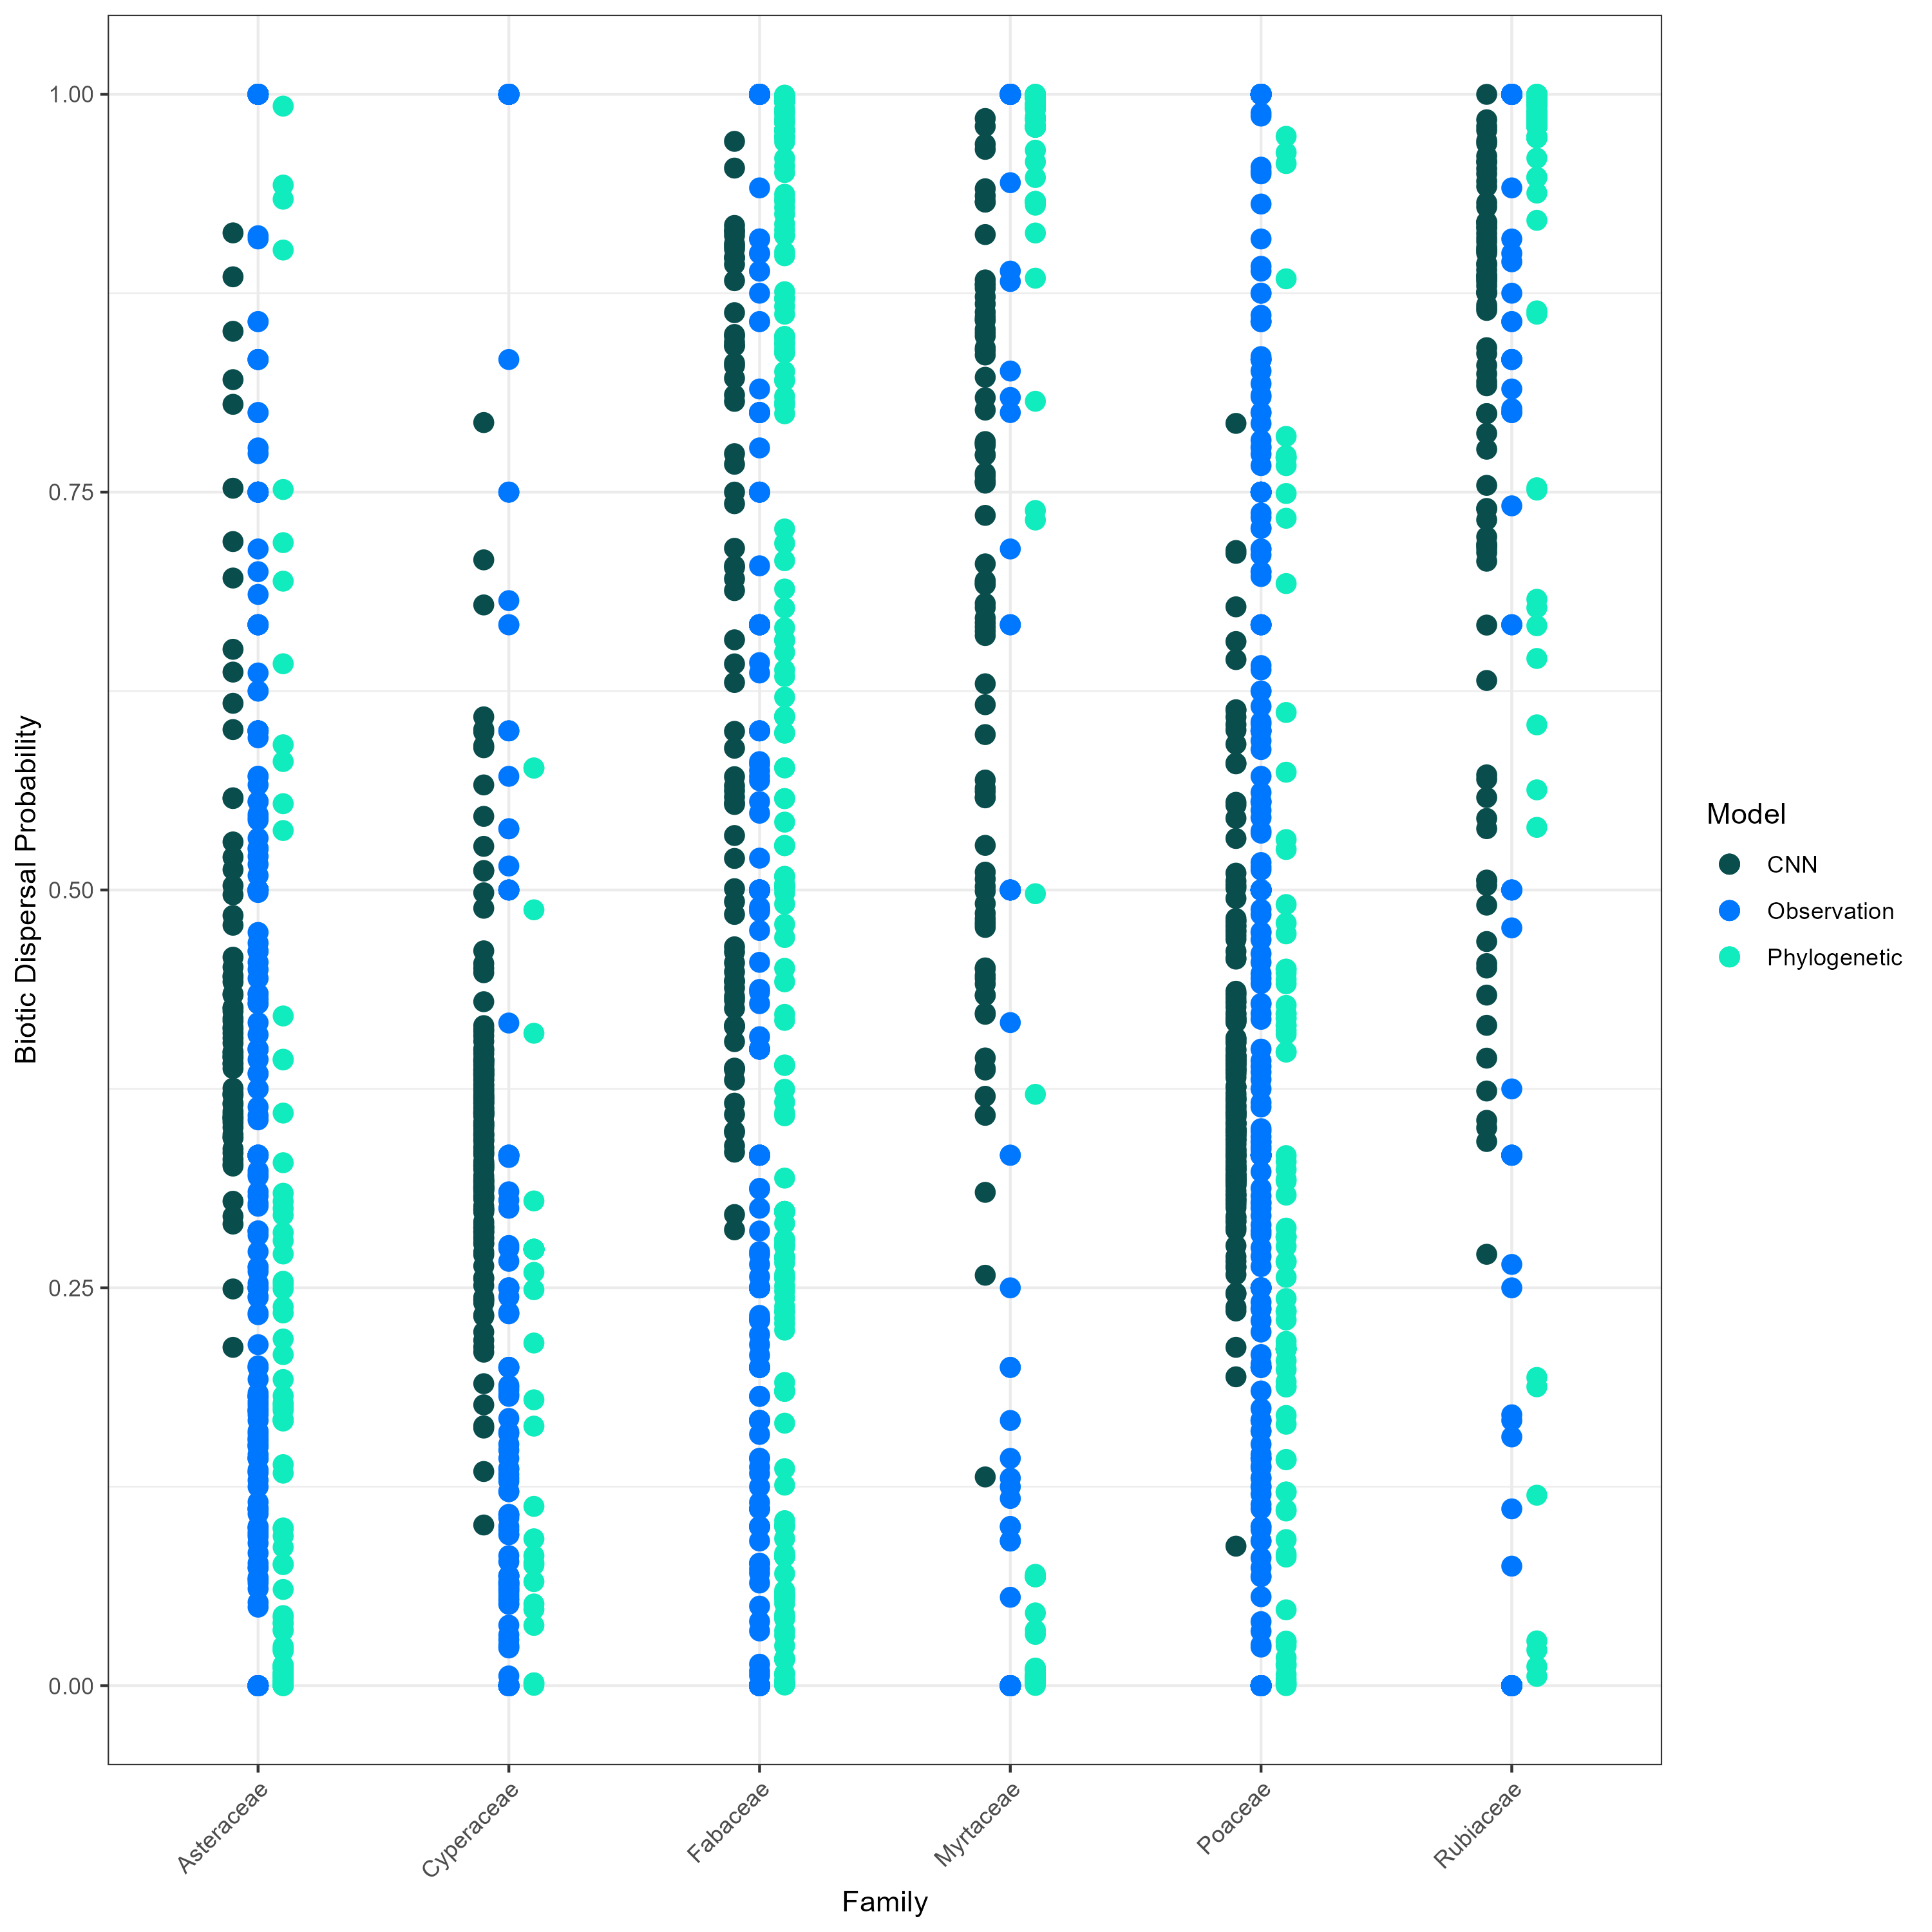 1.00
0.75
0.50
0.25
0.00
Biotic Dispersal Probability
Asteraceae
Cyperaceae
Fabaceae
Myrtaceae
Poaceae
Rubiaceae
Family
Model
CNN
Observation
Phylogenetic